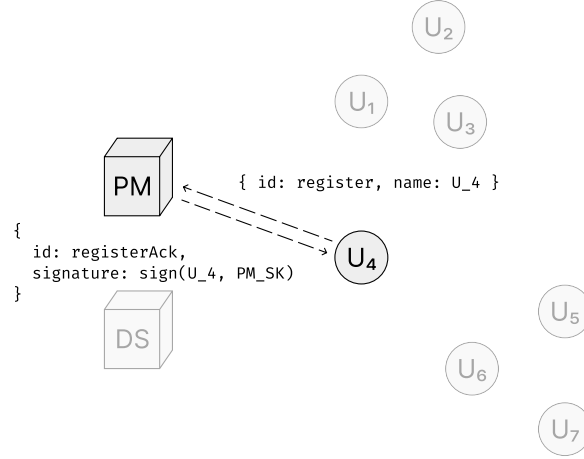 U₂
U₁
U₃
PM
{ id: register, name: U_4 }
{
id: registerAck,
signature: sign(U_4, PM_SK)
}
U₄
DS
U₅
U₆
U₇